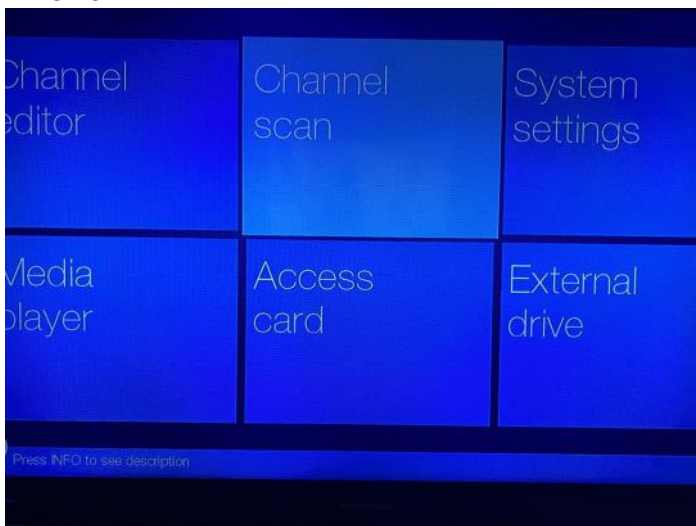 Channel
editor
Channel
scan
System
settings
Media
player
Access
card
External
drive
Press INFO to see description